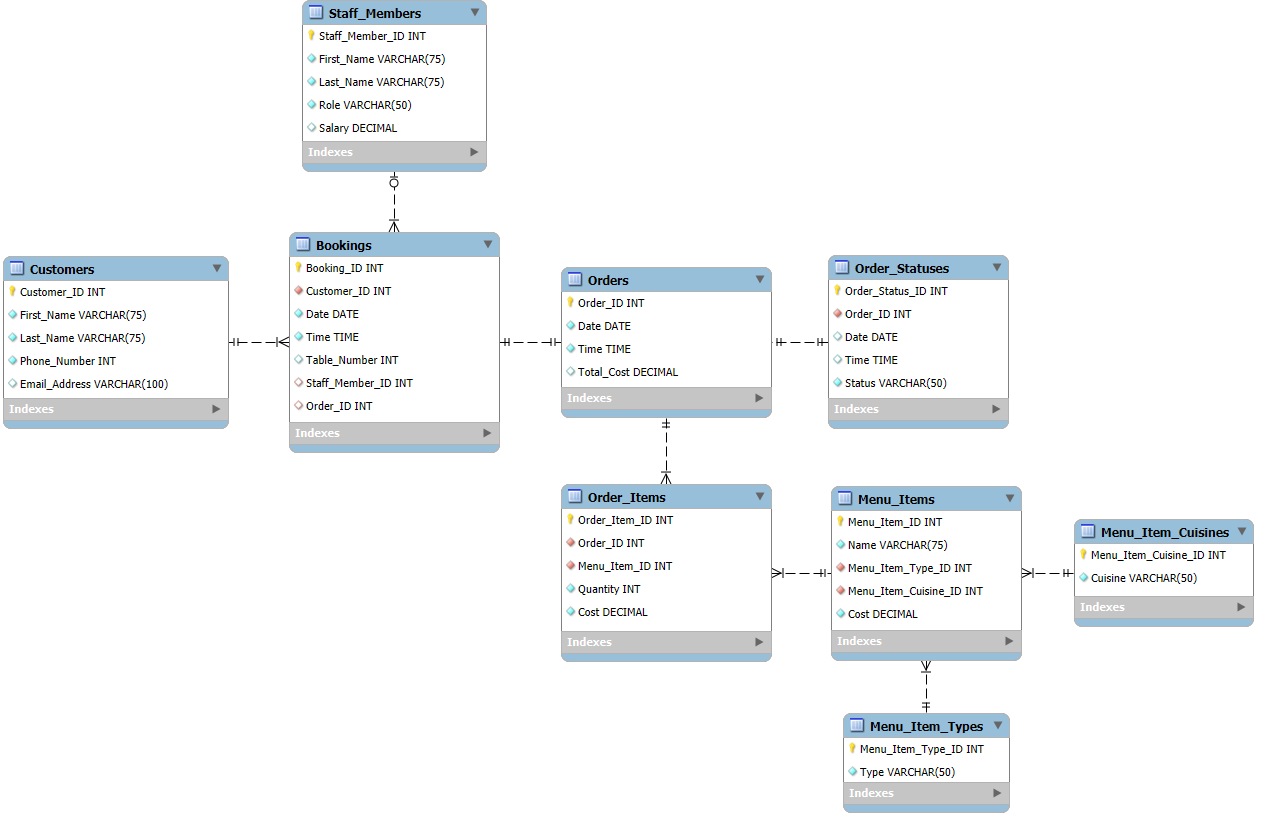 Staff_Members
Staff_Member_ID INT
First_Name VARCHAR(75)
Last_Name VARCHAR(75)
Role VARCHAR(50)
Salary DECIMAL
Indexes
Customers
Customer_ID INT
First_Name VARCHAR(75)
Last_Name VARCHAR(75)
Phone_Number INT
Email_Address VARCHAR(100)
Indexes
Bookings
Booking_ID INT
Customer_ID INT
Date DATE
Time TIME
Table_Number INT
Staff_Member_ID INT
Order_ID INT
Indexes
Orders
Order_ID INT
Date DATE
Time TIME
Total_Cost DECIMAL
Indexes
Order_Statuses
Order_Status_ID INT
Order_ID INT
Date DATE
Time TIME
Status VARCHAR(50)
Indexes
Order_Items
Order_Item_ID INT
Order_ID INT
Menu_Item_ID INT
Quantity INT
Cost DECIMAL
Indexes
Menu_Items
Menu_Item_ID INT
Name VARCHAR(75)
Menu_Item_Type_ID INT
Menu_Item_Cuisine_ID INT
Cost DECIMAL
Indexes
Menu_Item_Cuisines
Menu_Item_Cuisine_ID INT
Cuisine VARCHAR(50)
Indexes
Menu_Item_Types
Menu_Item_Type_ID INT
Type VARCHAR(50)
Indexes